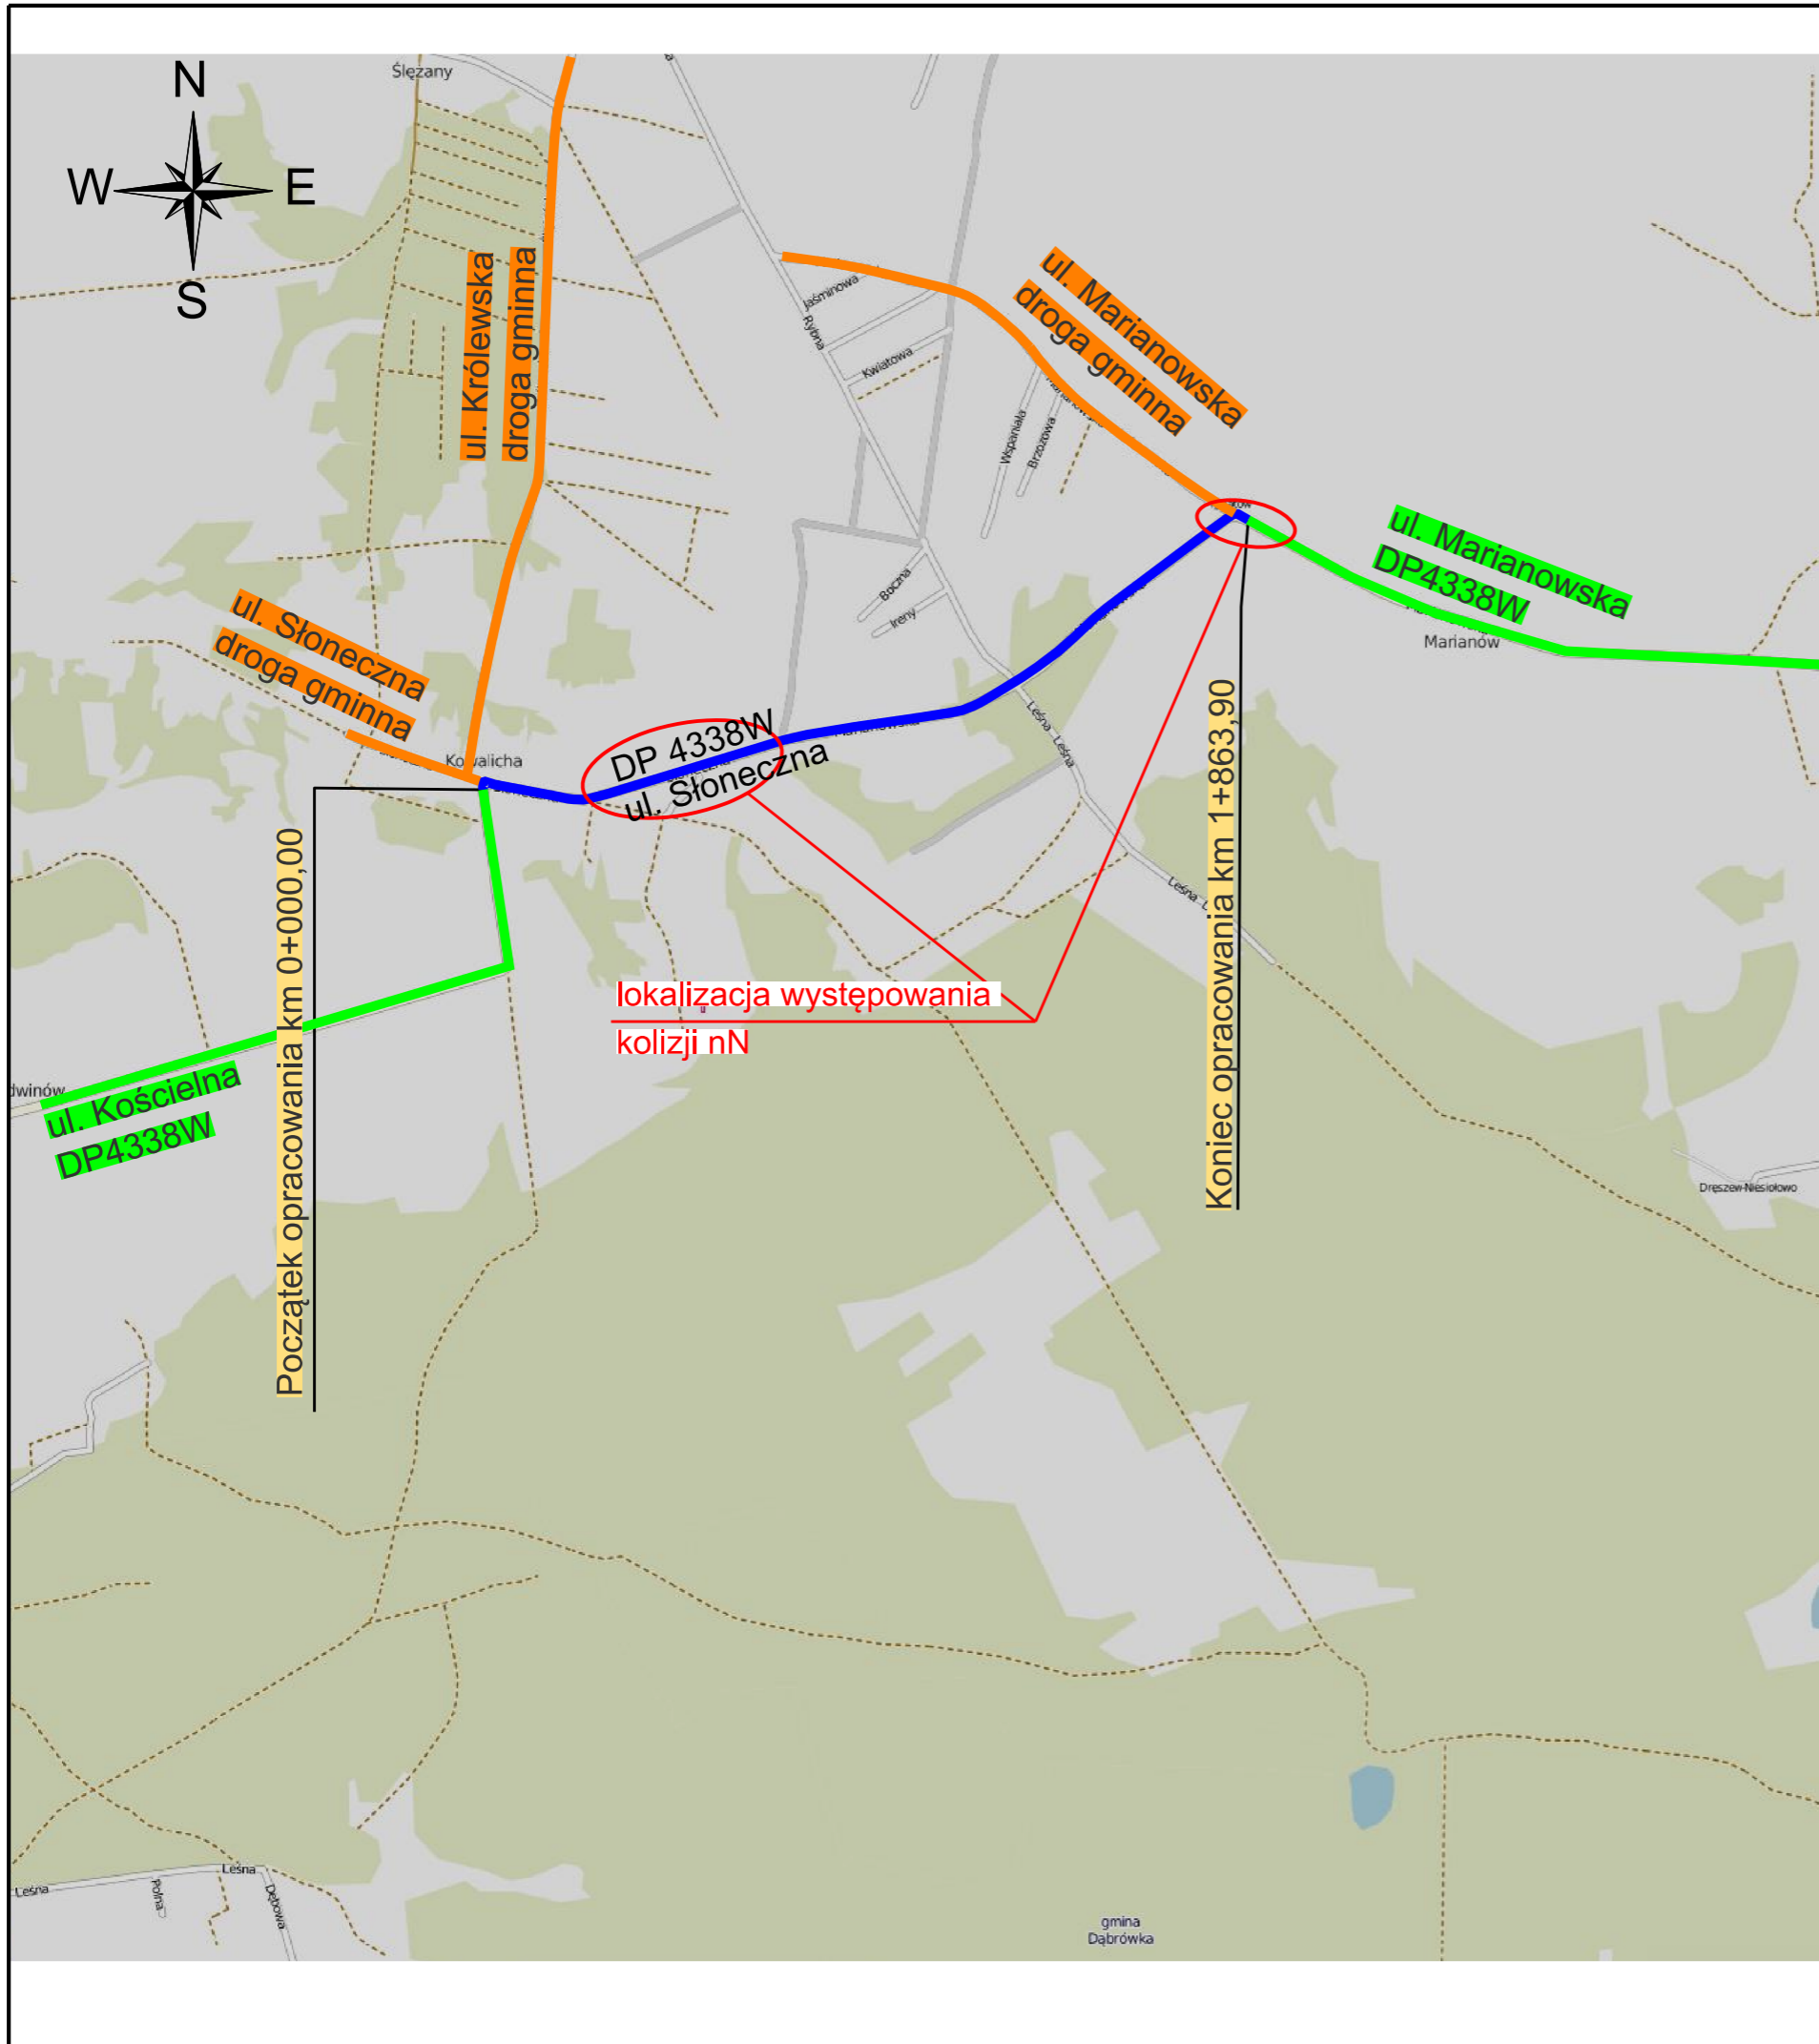 Ślęzany
N
W
E
S
ul. Królewska
droga gminna
ul. Marianowska
droga gminna
Jaśminowa
Rybna
Kwiatowa
Wspaniała
Brzozowa
ul. Marianowska
DP4338W
Marianów
Boczna
Ireny
ul. Słoneczna
droga gminna
Kowalicha
DP 4338W
ul. Słoneczna
Leśna
Leśna
Leśna
Początek opracowania km 0+000,00
Koniec opracowania km 1+863,90
lokalizacja występowania
kolizji nN
dwinów
ul. Kościelna
DP4338W
Dręszew-Niesiołowo
Leśna
Leśna
Polna
Dębowa
gmina
Dąbrówka